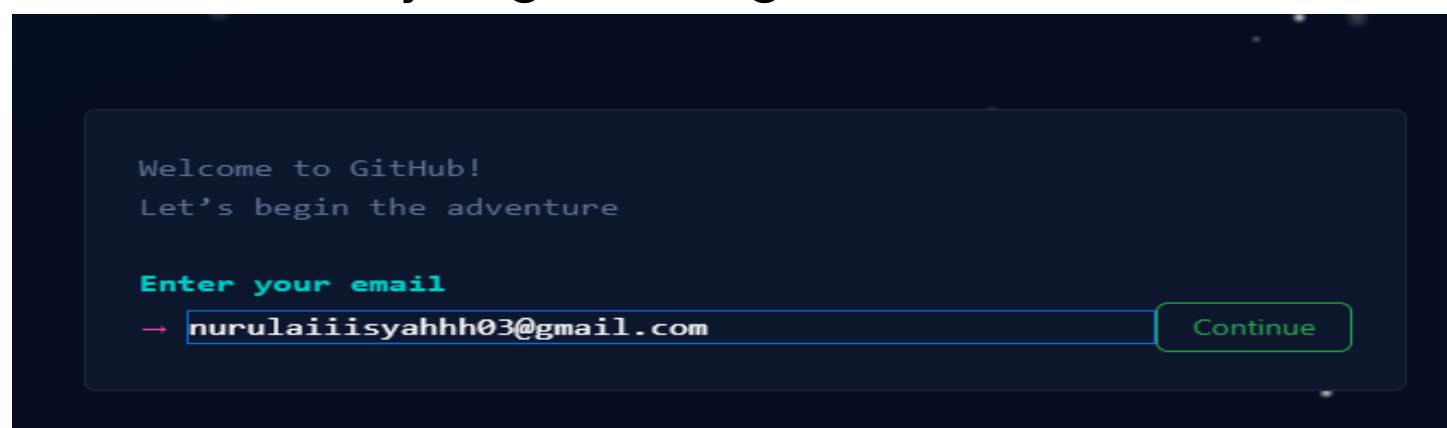 Welcome to GitHub!
Let’s begin the adventure
Enter your email
→ nurulaiiisyahhh03@gmail.com
Continue